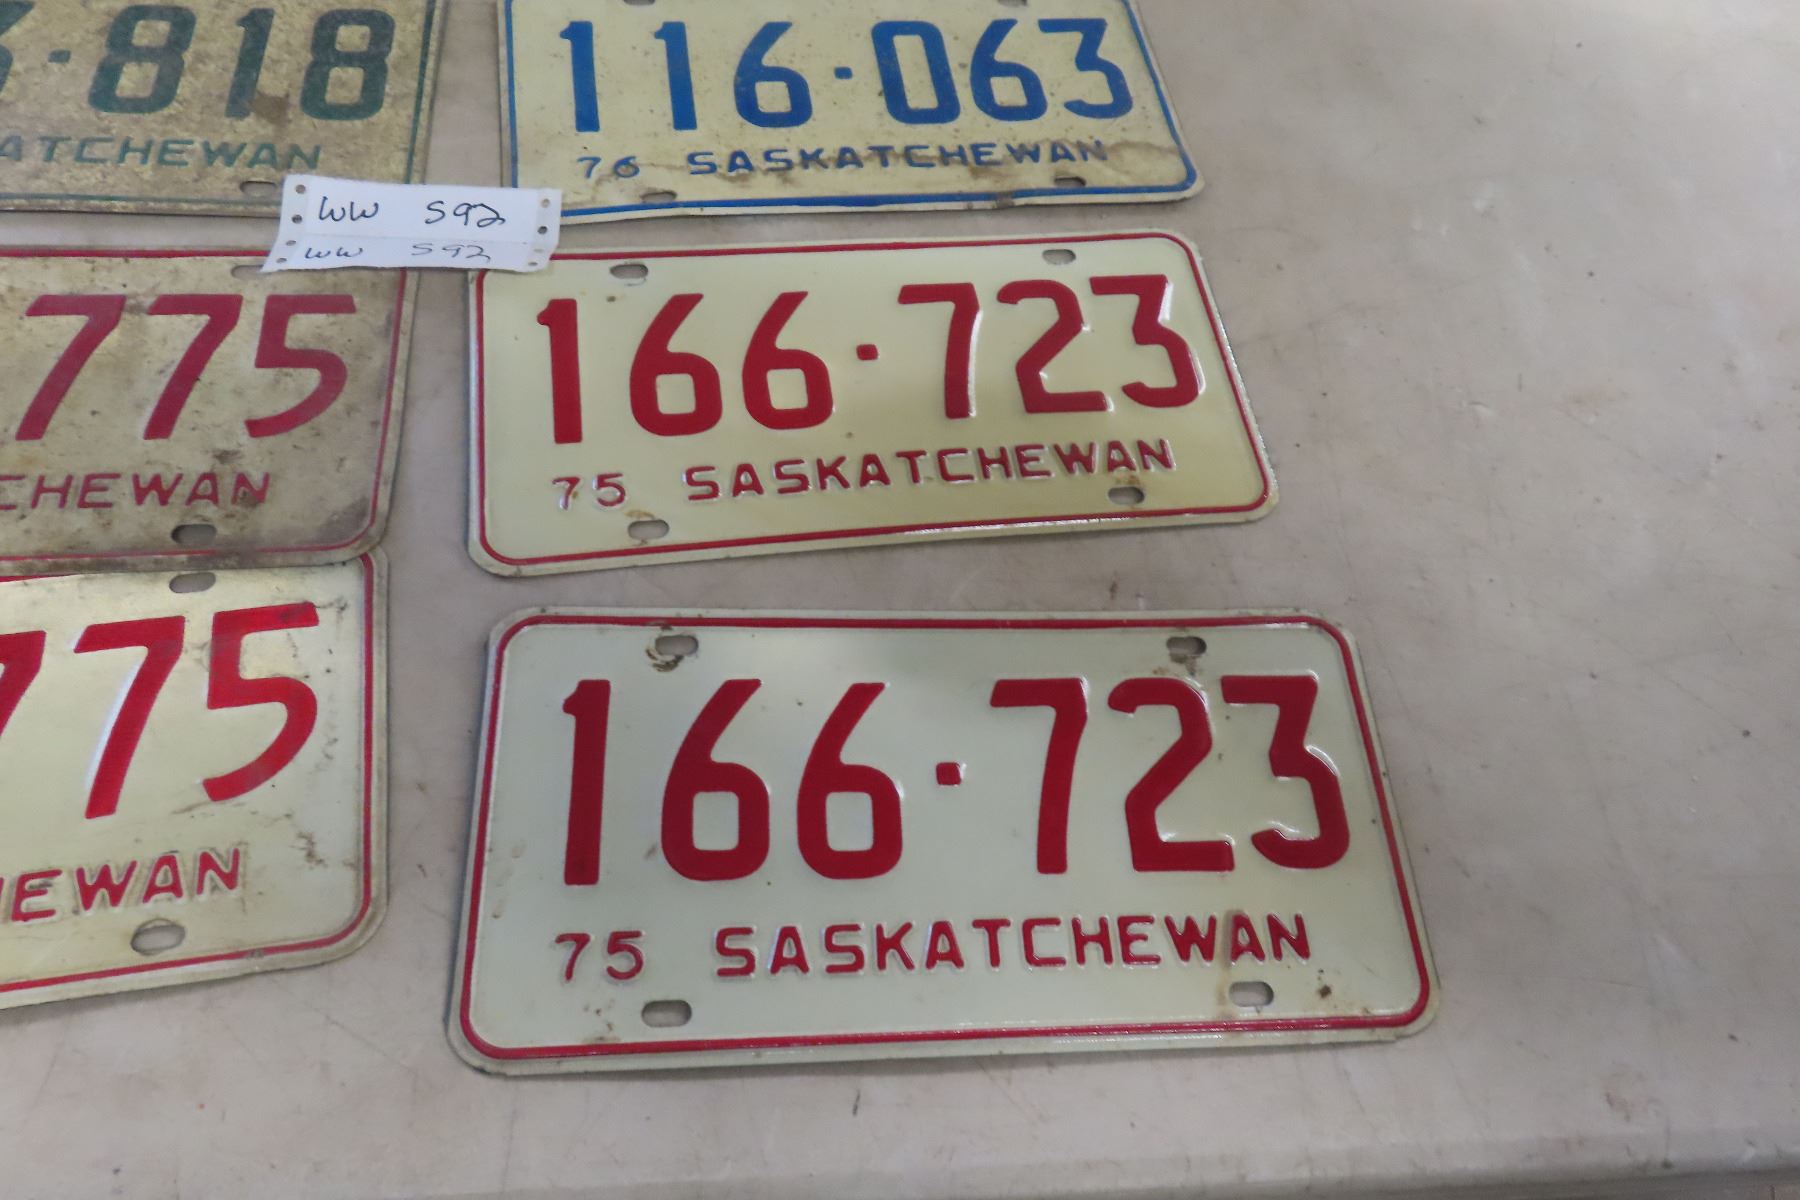 ·818
ATCHEWAN
116·063
76 SASKATCHEWAN
WW S92
WW S92
775
CHEWAN
166·723
75 SASKATCHEWAN
775
EWAN
166·723
75 SASKATCHEWAN